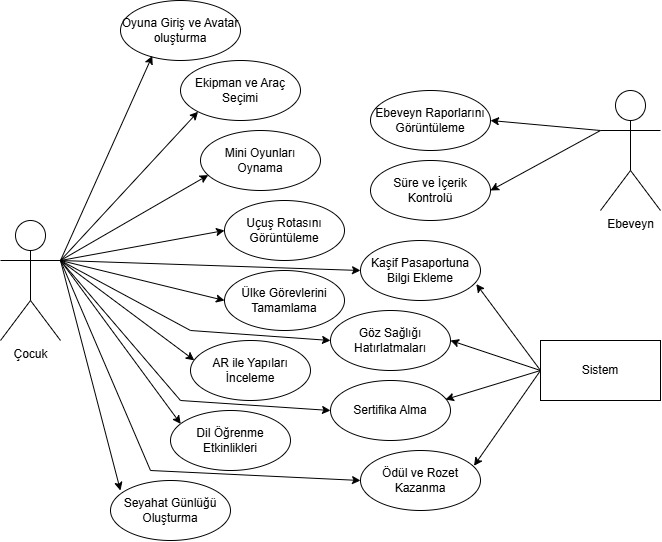 Oyuna Giriş ve Avatar
oluşturma
Ekipman ve Araç
Seçimi
Ebeveyn Raporlarını
Görüntüleme
Mini Oyunları
Oynama
Süre ve İçerik
Kontrolü
Ebeveyn
Uçuş Rotasını
Görüntüleme
Kaşif Pasaportuna
Bilgi Ekleme
Ülke Görevlerini
Tamamlama
Göz Sağlığı
Hatırlatmaları
Çocuk
AR ile Yapıları
İnceleme
Sistem
Sertifika Alma
Dil Öğrenme
Etkinlikleri
Ödül ve Rozet
Kazanma
Seyahat Günlüğü
Oluşturma